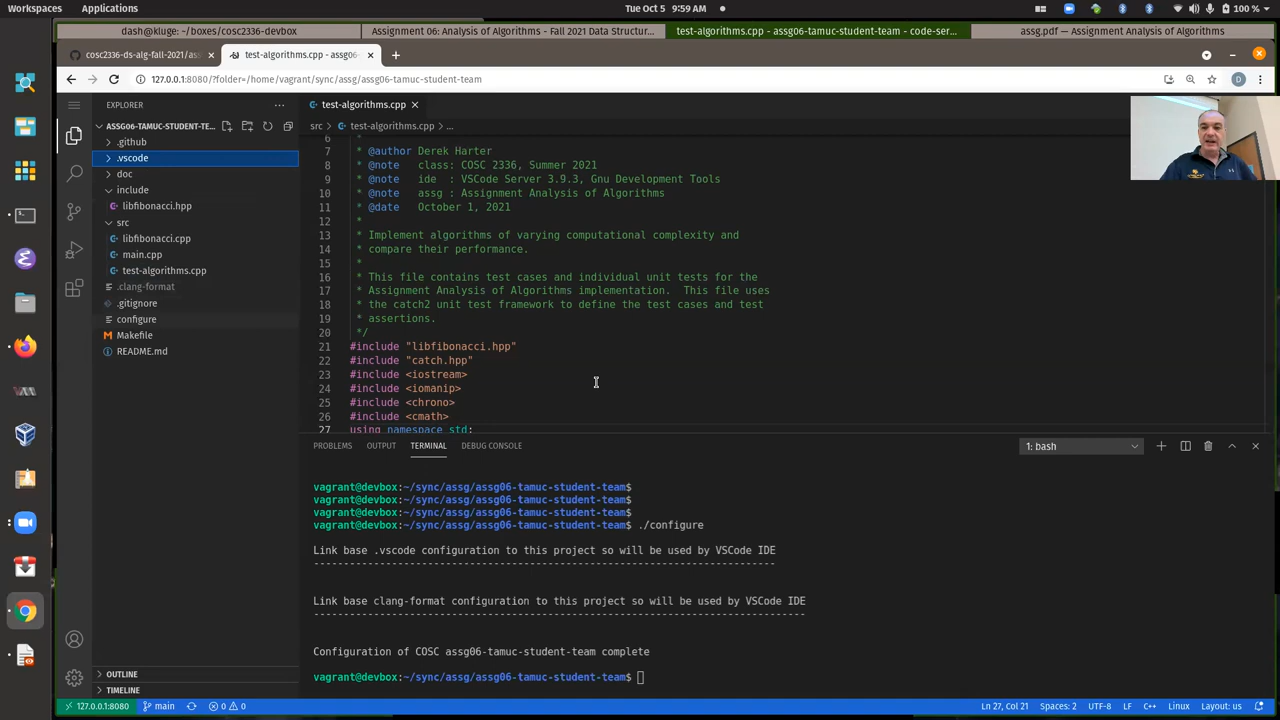 Workspaces
Applications
Tue Oct 5 9:59 AM
100 %
dash@kluge: ~/boxes/cosc2336-devbox
Assignment 06: Analysis of Algorithms - Fall 2021 Data Structur...
test-algorithms.cpp - assg06-tamuc-student-team - code-ser...
assg.pdf — Assignment Analysis of Algorithms
cosc2336-ds-alg-fall-2021/ass
test-algorithms.cpp - assg06-
127.0.0.1:8080/?folder=/home/vagrant/sync/assg/assg06-tamuc-student-team
D
EXPLORER
ASSG06-TAMUC-STUDENT-TE...
.github
.vscode
doc
include
libfibonacci.hpp
src
libfibonacci.cpp
main.cpp
test-algorithms.cpp
.clang-format
.gitignore
configure
Makefile
README.md
OUTLINE
TIMELINE
test-algorithms.cpp
src > test-algorithms.cpp > ...
6 *
7 * @author Derek Harter
8 * @note class: COSC 2336, Summer 2021
9 * @note ide : VSCode Server 3.9.3, Gnu Development Tools
10 * @note assg : Assignment Analysis of Algorithms
11 * @date October 1, 2021
12 *
13 * Implement algorithms of varying computational complexity and
14 * compare their performance.
15 *
16 * This file contains test cases and individual unit tests for the
17 * Assignment Analysis of Algorithms implementation. This file uses
18 * the catch2 unit test framework to define the test cases and test
19 * assertions.
20 */
21 #include "libfibonacci.hpp"
22 #include "catch.hpp"
23 #include <iostream>
24 #include <iomanip>
25 #include <chrono>
26 #include <cmath>
27 using namespace std;
PROBLEMS
OUTPUT
TERMINAL
DEBUG CONSOLE
1: bash
vagrant@devbox:~/sync/assg/assg06-tamuc-student-team$
vagrant@devbox:~/sync/assg/assg06-tamuc-student-team$
vagrant@devbox:~/sync/assg/assg06-tamuc-student-team$
vagrant@devbox:~/sync/assg/assg06-tamuc-student-team$ ./configure
Link base .vscode configuration to this project so will be used by VSCode IDE
---------------------------------------------------------------------------
Link base clang-format configuration to this project so will be used by VSCode IDE
---------------------------------------------------------------------------------
Configuration of COSC assg06-tamuc-student-team complete
vagrant@devbox:~/sync/assg/assg06-tamuc-student-team$
127.0.0.1:8080
main
0
0
Ln 27, Col 21
Spaces: 2
UTF-8
LF
C++
Linux
Layout: us